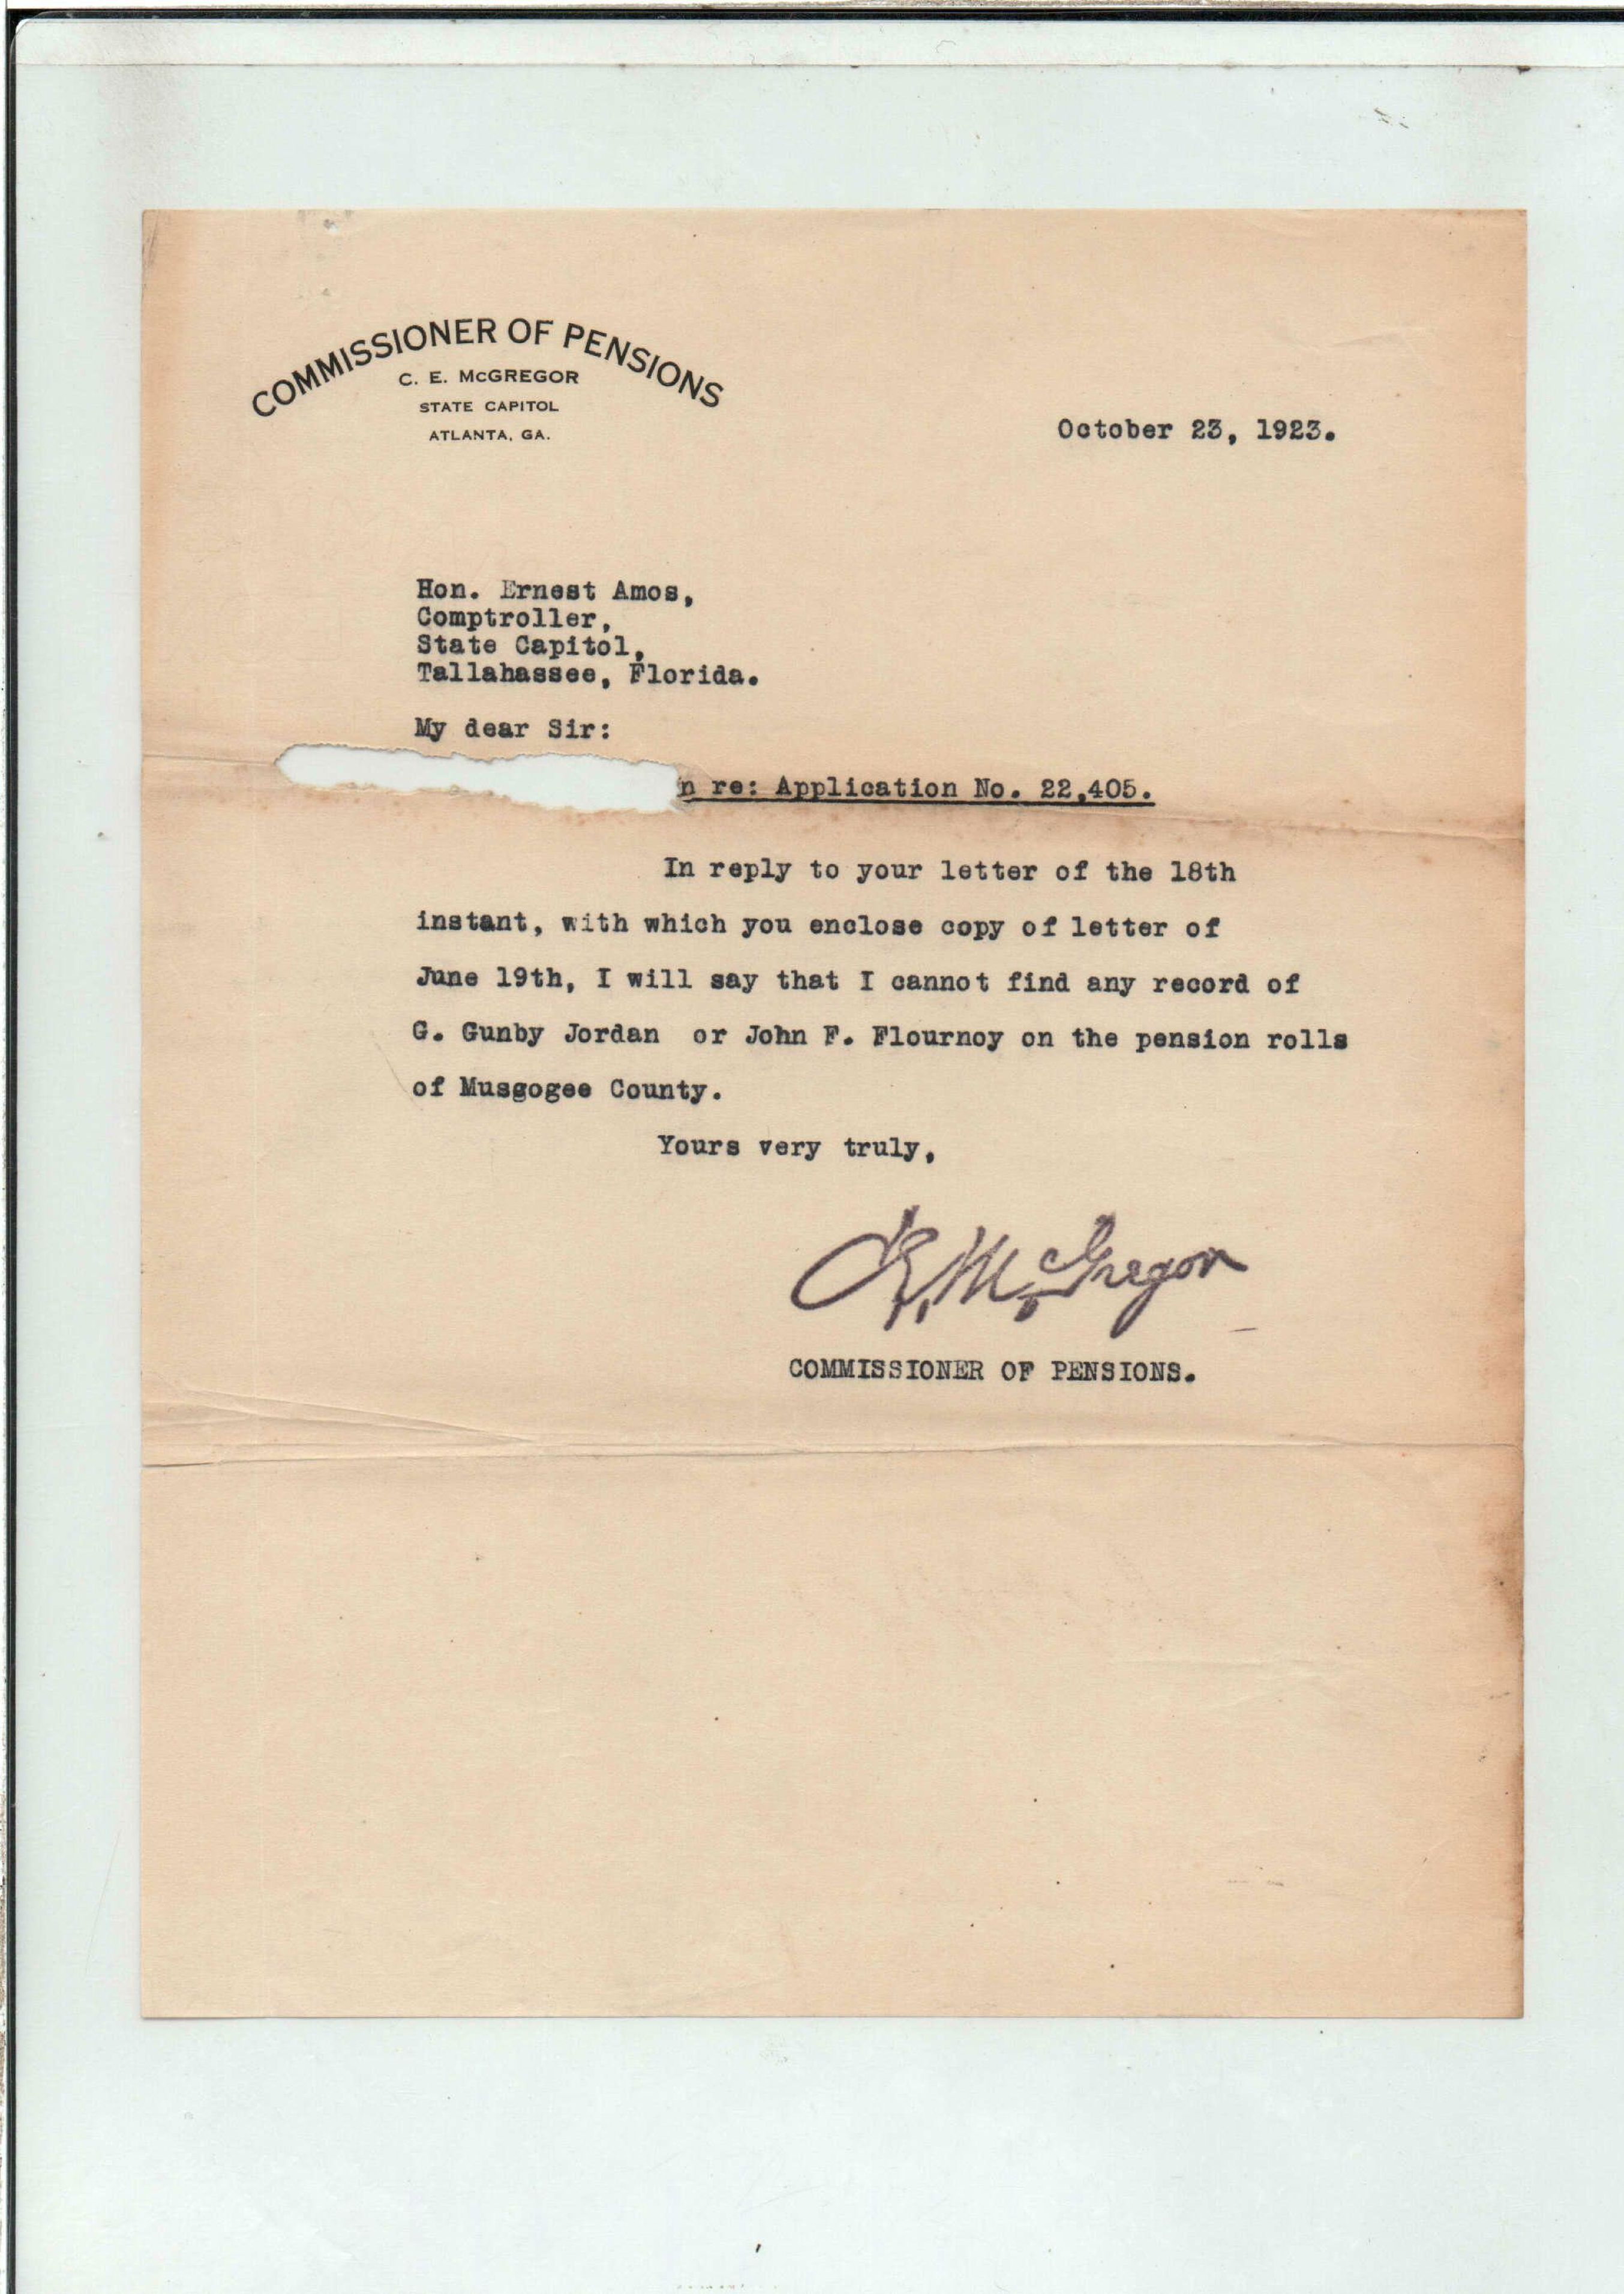 COMMISSIONER OF PENSIONS
C. E. McGREGOR
STATE CAPITOL
ATLANTA, GA.
October 23, 1923.
Hon. Ernest Amos,
Comptroller,
State Capitol,
Tallahassee, Florida.
My dear Sir:
n re: Application No. 22,405.
In reply to your letter of the 18th
instant, with which you enclose copy of letter of
June 19th, I will say that I cannot find any record of
G. Gunby Jordan or John F. Flournoy on the pension rolls
of Musgogee County.
Yours very truly,
C. E. McGregor
COMMISSIONER OF PENSIONS.